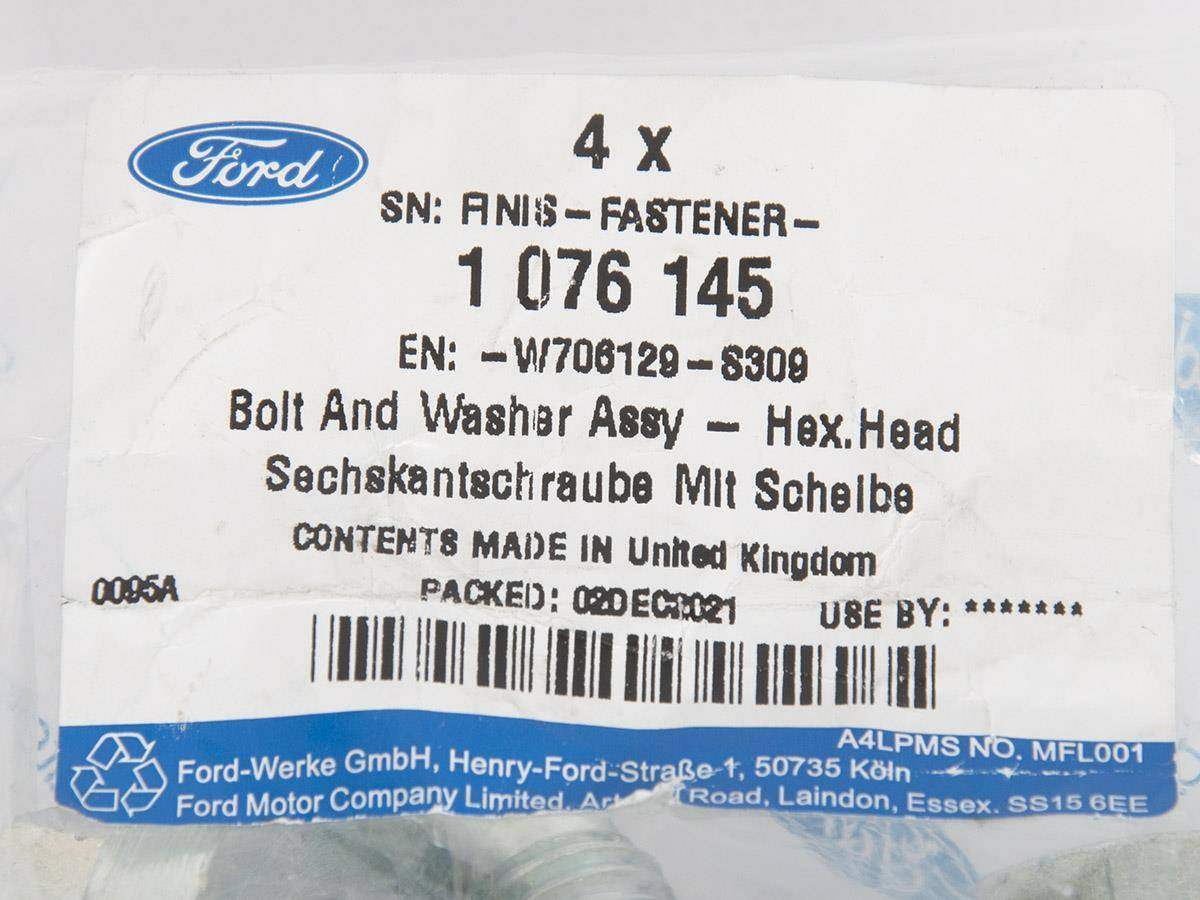 Ford
4 x
SN: FINIS-FASTENER-
1 076 145
EN: -W706129-S309
Bolt And Washer Assy - Hex.Head
Sechskantschraube Mit Scheibe
CONTENTS MADE IN United Kingdom
0095A PACKED: 02DEC2021 USE BY: *******
A4LPMS NO. MFL001
Ford-Werke GmbH, Henry-Ford-Straße 1, 50735 Köln
Ford Motor Company Limited, Road, Laindon, Essex. SS15 6EE